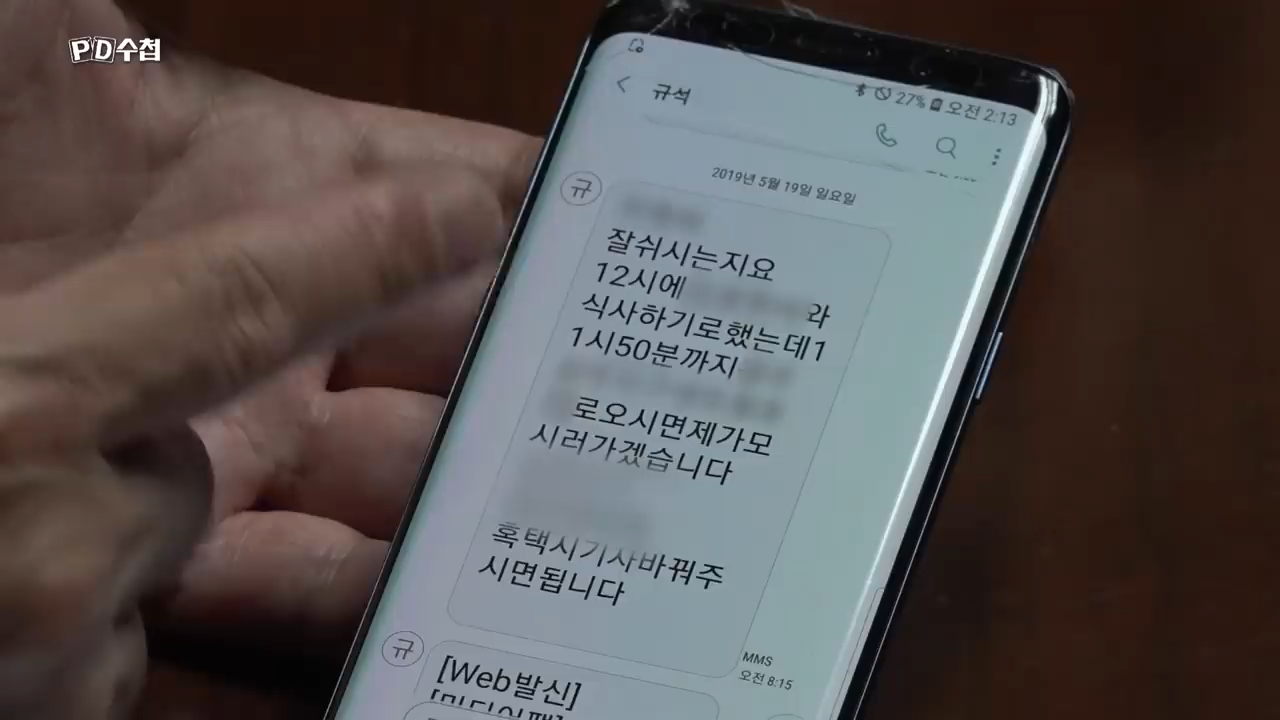 PD수첩
규석
27% 오전 2:13
2019년 5월 19일 일요일
규
잘쉬시는지요
12시에 와
식사하기로했는데1
1시50분까지
로오시면제가모
시러가겠습니다
혹택시기사바꿔주
시면됩니다
MMS
오전 8:15
규
[Web발신]